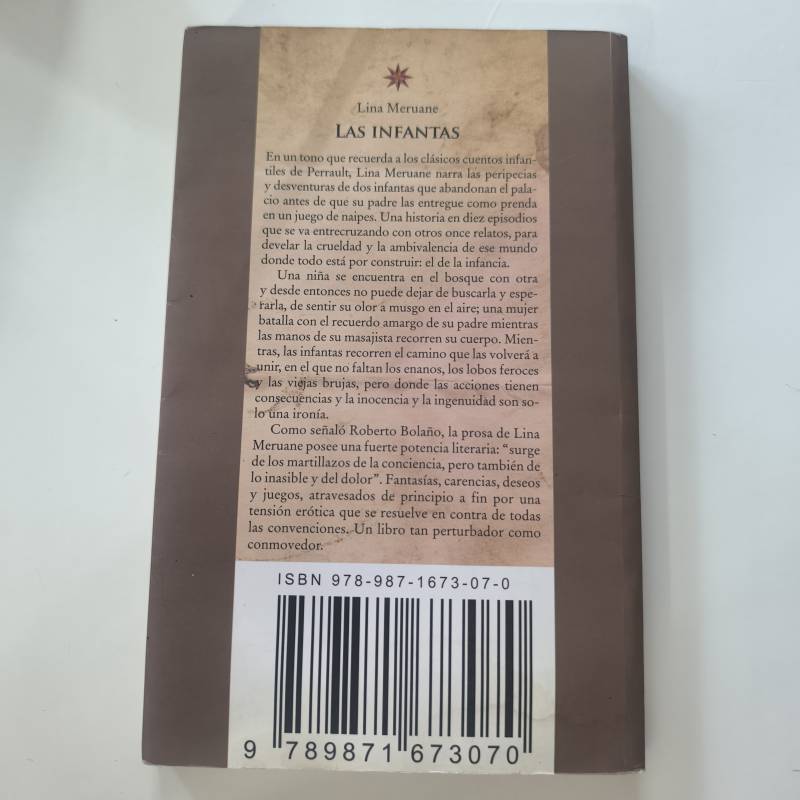 Lina Meruane
LAS INFANTAS
En un tono que recuerda a los clásicos cuentos infan-
tiles de Perrault, Lina Meruane narra las peripecias
y desventuras de dos infantas que abandonan el pala-
cio antes de que su padre las entregue como prenda
en un juego de naipes. Una historia en diez episodios
que se va entrecruzando con otros once relatos, para
develar la crueldad y la ambivalencia de ese mundo
donde todo está por construir: el de la infancia.
Una niña se encuentra en el bosque con otra
y desde entonces no puede dejar de buscarla y espe-
rarla, de sentir su olor a musgo en el aire; una mujer
batalla con el recuerdo amargo de su padre mientras
las manos de su masajista recorren su cuerpo. Mien-
tras, las infantas recorren el camino que las volverá a
unir, en el que no faltan los enanos, los lobos feroces
y las viejas brujas, pero donde las acciones tienen
consecuencias y la inocencia y la ingenuidad son so-
lo una ironía.
Como señaló Roberto Bolaño, la prosa de Lina
Meruane posee una fuerte potencia literaria: “surge
de los martillazos de la conciencia, pero también de
lo inasible y del dolor”. Fantasías, carencias, deseos
y juegos, atravesados de principio a fin por una
tensión erótica que se resuelve en contra de todas
las convenciones. Un libro tan perturbador como
conmovedor.
ISBN 978-987-1673-07-0
9 789871 673070